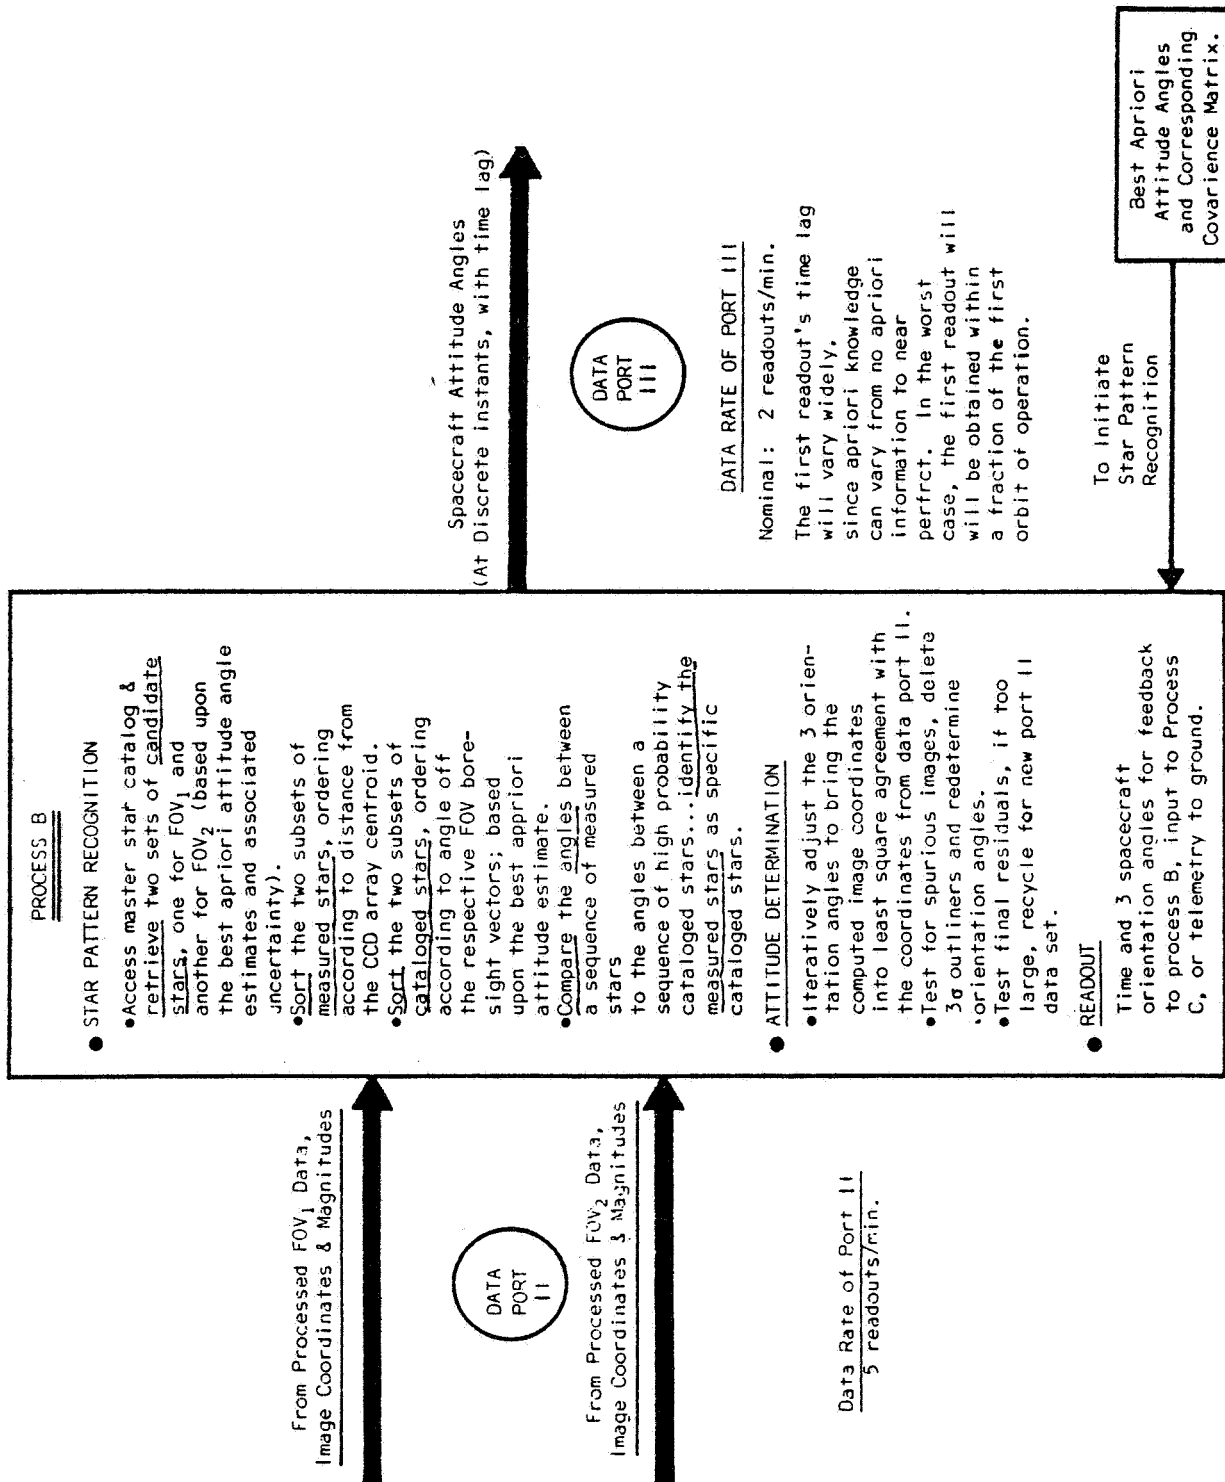 From Processed FOV₁ Data,
Image Coordinates & Magnitudes
DATA
PORT
II
From Processed FOV₂ Data,
Image Coordinates & Magnitudes
Data Rate of Port II
5 readouts/min.
PROCESS B
● STAR PATTERN RECOGNITION
•Access master star catalog &
retrieve two sets of candidate
stars, one for FOV₁ and
another for FOV₂ (based upon
the best apriori attitude angle
estimates and associated
uncertainty).
•Sort the two subsets of
measured stars, ordering
according to distance from
the CCD array centroid.
•Sort the two subsets of
cataloged stars, ordering
according to angle off
the respective FOV bore-
sight vectors; based
upon the best appriori
attitude estimate.
•Compare the angles between
a sequence of measured
stars
to the angles between a
sequence of high probability
cataloged stars...identify the
measured stars as specific
cataloged stars.
● ATTITUDE DETERMINATION
•Iteratively adjust the 3 orien-
tation angles to bring the
computed image coordinates
into least square agreement with
the coordinates from data port II.
•Test for spurious images, delete
3σ outliners and redetermine
orientation angles.
•Test final residuals, if too
large, recycle for new port II
data set.
● READOUT
Time and 3 spacecraft
orientation angles for feedback
to process B, input to Process
C, or telemetry to ground.
Spacecraft Attitude Angles
(At Discrete instants, with time lag)
DATA
PORT
III
DATA RATE OF PORT III
Nominal: 2 readouts/min.
The first readout's time lag
will vary widely,
since apriori knowledge
can vary from no apriori
information to near
perfrct. In the worst
case, the first readout will
will be obtained within
a fraction of the first
orbit of operation.
To Initiate
Star Pattern
Recognition
Best Apriori
Attitude Angles
and Corresponding
Covarience Matrix.